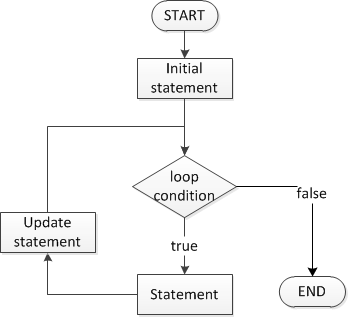 START
Initial
statement
loop
condition
false
Update
statement
true
Statement
END